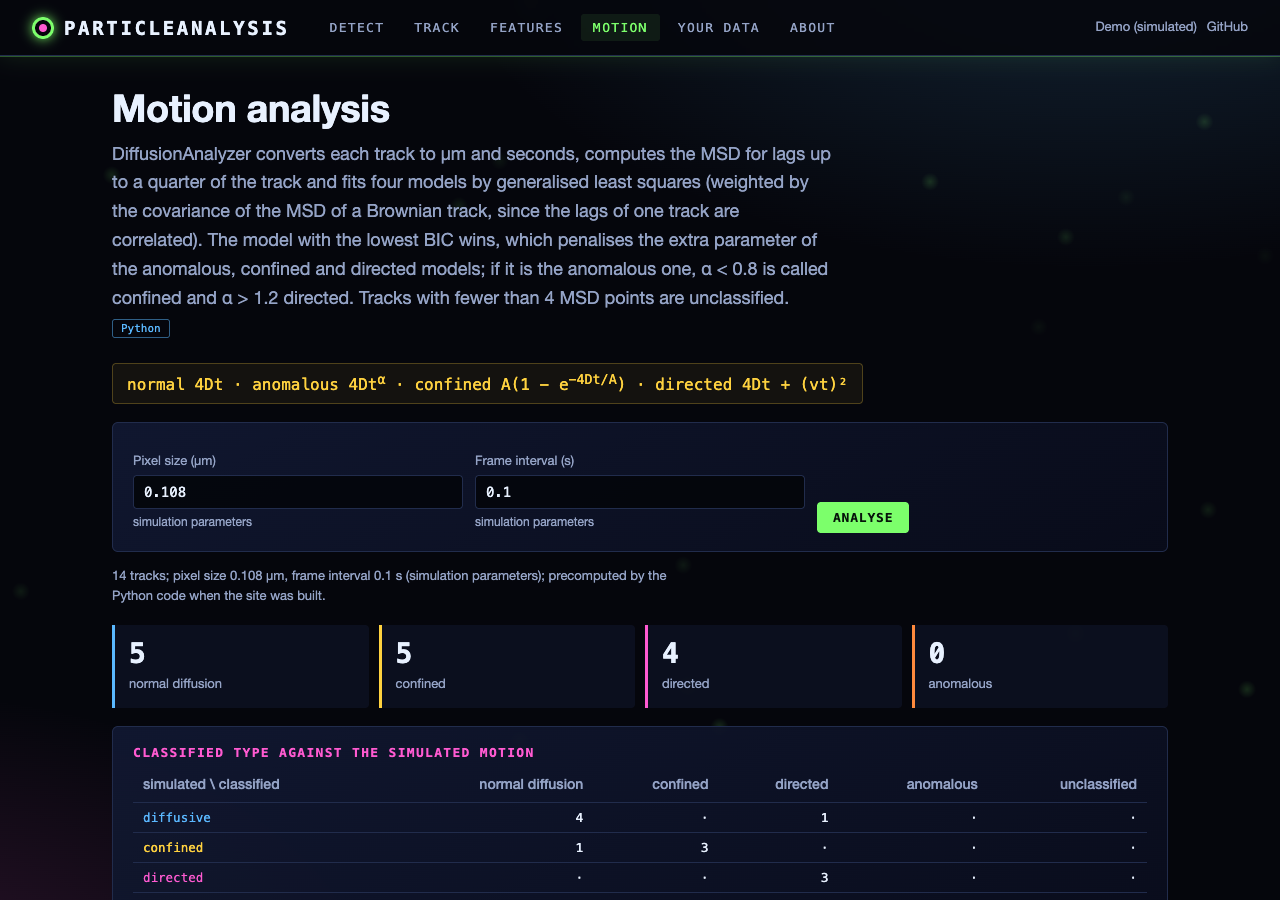 PARTICLEANALYSIS DETECT TRACK FEATURES MOTION YOUR DATA ABOUT Demo (simulated) GitHub
Motion analysis
DiffusionAnalyzer converts each track to µm and seconds, computes the MSD for lags up
to a quarter of the track and fits four models by generalised least squares (weighted by
the covariance of the MSD of a Brownian track, since the lags of one track are
correlated). The model with the lowest BIC wins, which penalises the extra parameter of
the anomalous, confined and directed models; if it is the anomalous one, α < 0.8 is called
confined and α > 1.2 directed. Tracks with fewer than 4 MSD points are unclassified.
Python
normal 4Dt · anomalous 4Dtᵅ · confined A(1 − e^−4Dt/A) · directed 4Dt + (vt)²
Pixel size (µm) Frame interval (s)
0.108 0.1
simulation parameters simulation parameters ANALYSE
14 tracks; pixel size 0.108 µm, frame interval 0.1 s (simulation parameters); precomputed by the
Python code when the site was built.
5 5 4 0
normal diffusion confined directed anomalous
CLASSIFIED TYPE AGAINST THE SIMULATED MOTION
simulated \ classified normal diffusion confined directed anomalous unclassified
diffusive 4 · 1 · ·
confined 1 3 · · ·
directed · · 3 · ·